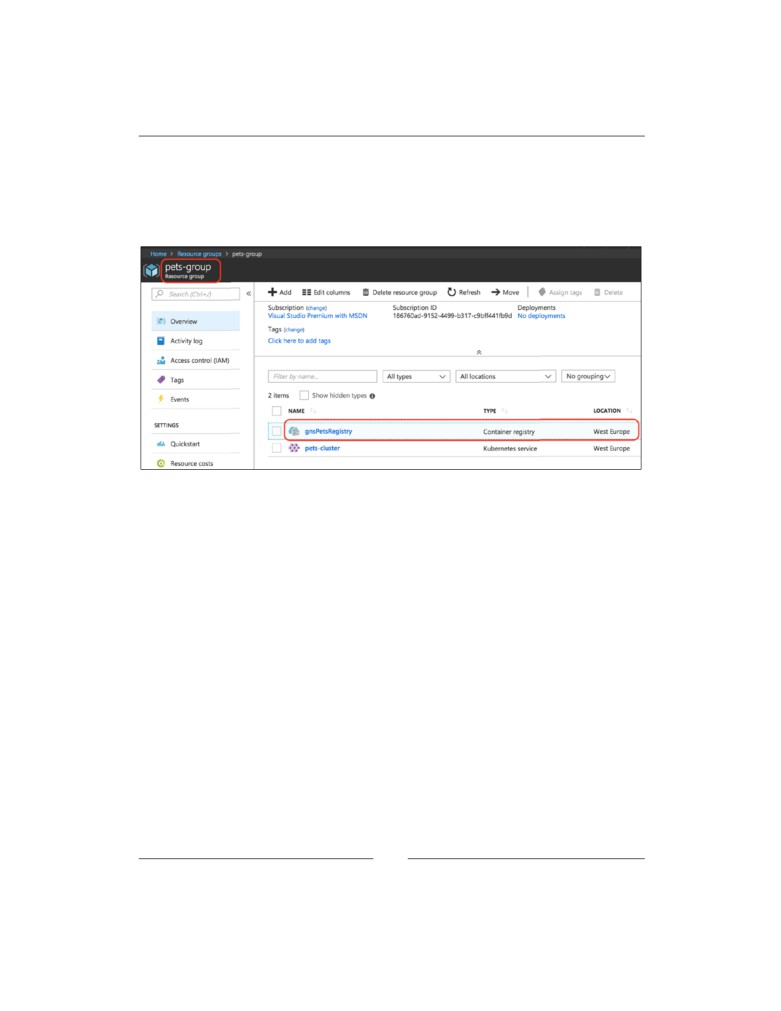 Home > Resource groups > pets-group
pets-group
Resource group
Search (Ctrl+/)
Add Edit columns Delete resource group Refresh Move Assign tags Delete
Subscription (change) Subscription ID Deployments
Visual Studio Premium with MSDN 186760ad-9152-4499-b317-c9bff441fb9d No deployments
Tags (change)
Click here to add tags
Overview
Activity log
Access control (IAM)
Tags
Events
SETTINGS
Quickstart
Resource costs
Filter by name... All types All locations No grouping
2 items Show hidden types
NAME TYPE LOCATION
gnsPetsRegistry Container registry West Europe
pets-cluster Kubernetes service West Europe